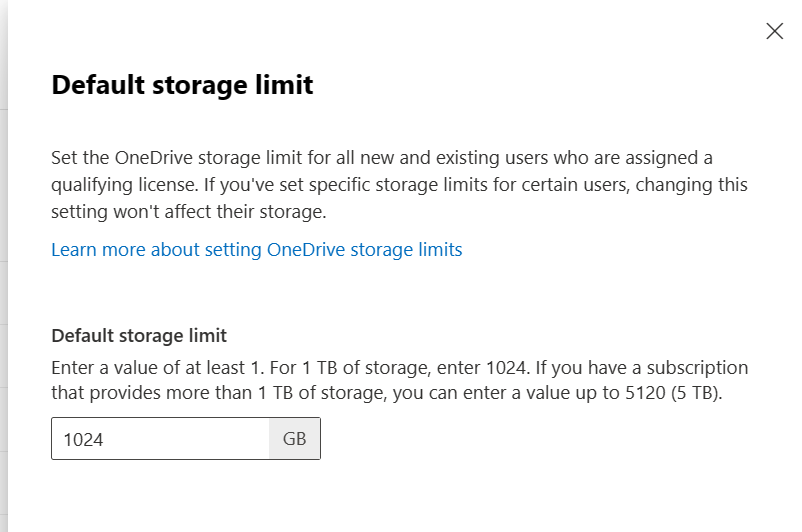 Default storage limit
Set the OneDrive storage limit for all new and existing users who are assigned a
qualifying license. If you've set specific storage limits for certain users, changing this
setting won't affect their storage.
Learn more about setting OneDrive storage limits
Default storage limit
Enter a value of at least 1. For 1 TB of storage, enter 1024. If you have a subscription
that provides more than 1 TB of storage, you can enter a value up to 5120 (5 TB).
1024 GB